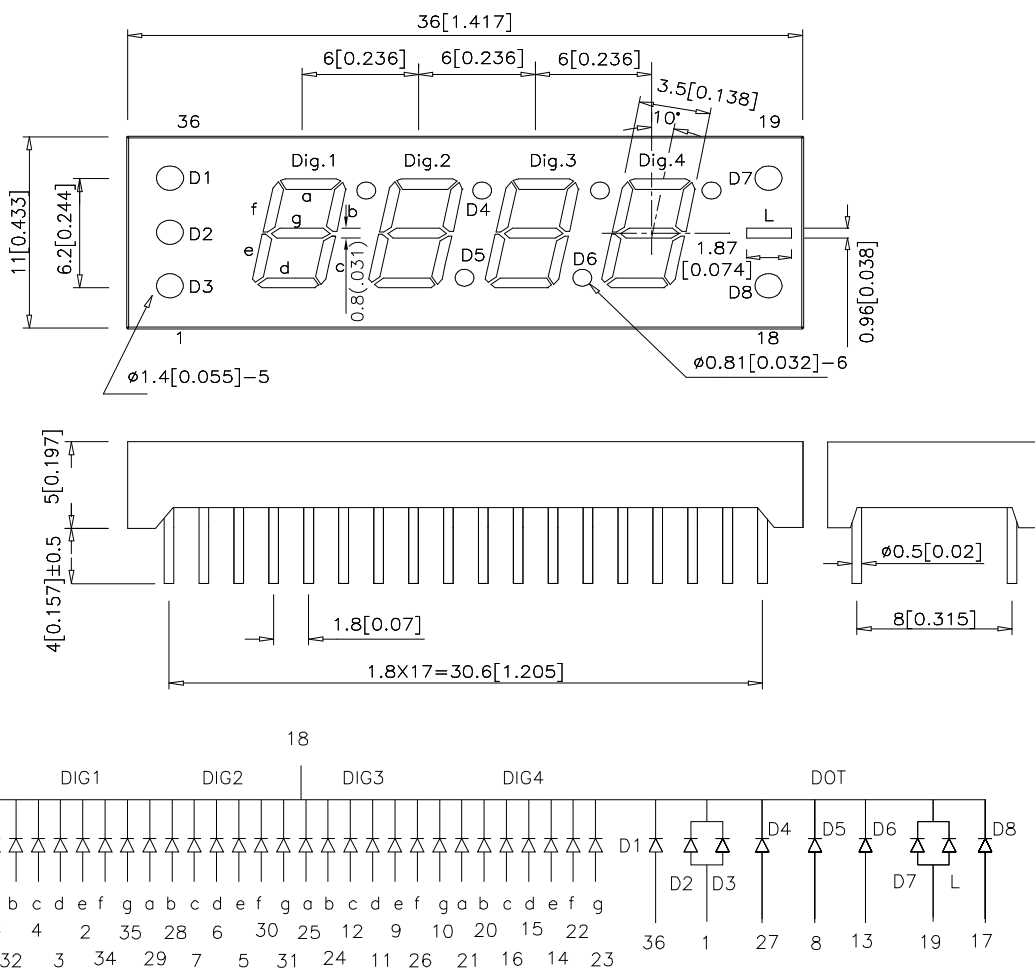 36[1.417]
6[0.236] 6[0.236] 6[0.236]
3.5[0.138]
10°
36 19
Dig.1 Dig.2 Dig.3 Dig.4
D1 D7
a
f b
D4
g
L
D2
11[0.433]
6.2[0.244]
e
d
c
0.8(.031)
D5 D6
1.87
[0.074]
D3 D8
0.96[0.038]
1 18
ø1.4[0.055]-5
ø0.81[0.032]-6
5[0.197]
4[0.157]±0.5
ø0.5[0.02]
1.8[0.07]
8[0.315]
1.8X17=30.6[1.205]
18
DIG1 DIG2 DIG3 DIG4 DOT
D1 D4 D5 D6 D8
D2 D3 D7 L
b c d e f g a b c d e f g a b c d e f g a b c d e f g
4 2 35 28 6 30 25 12 9 10 20 15 22
36 1 27 8 13 19 17
32 3 34 29 7 5 31 24 11 26 21 16 14 23